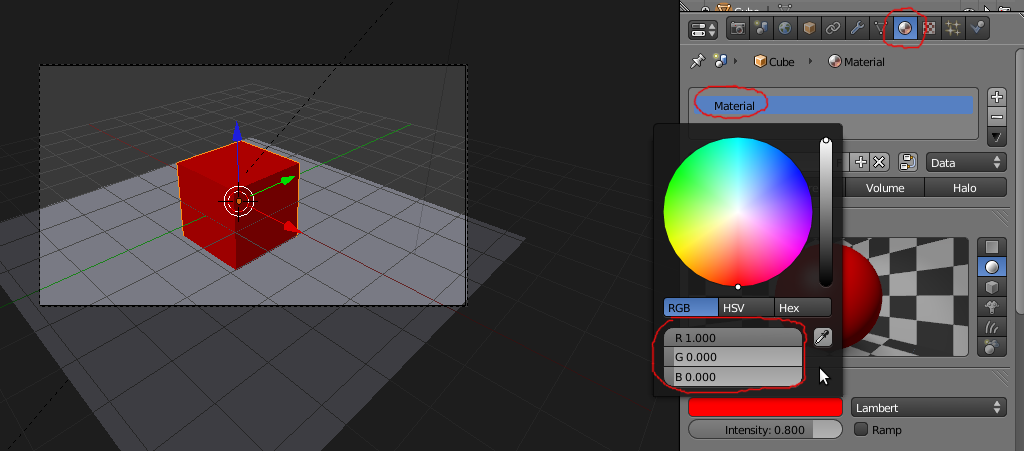 Cube
Material
Material
Data
Volume
Halo
RGB HSV Hex
R 1.000
G 0.000
B 0.000
Lambert
Intensity: 0.800
Ramp